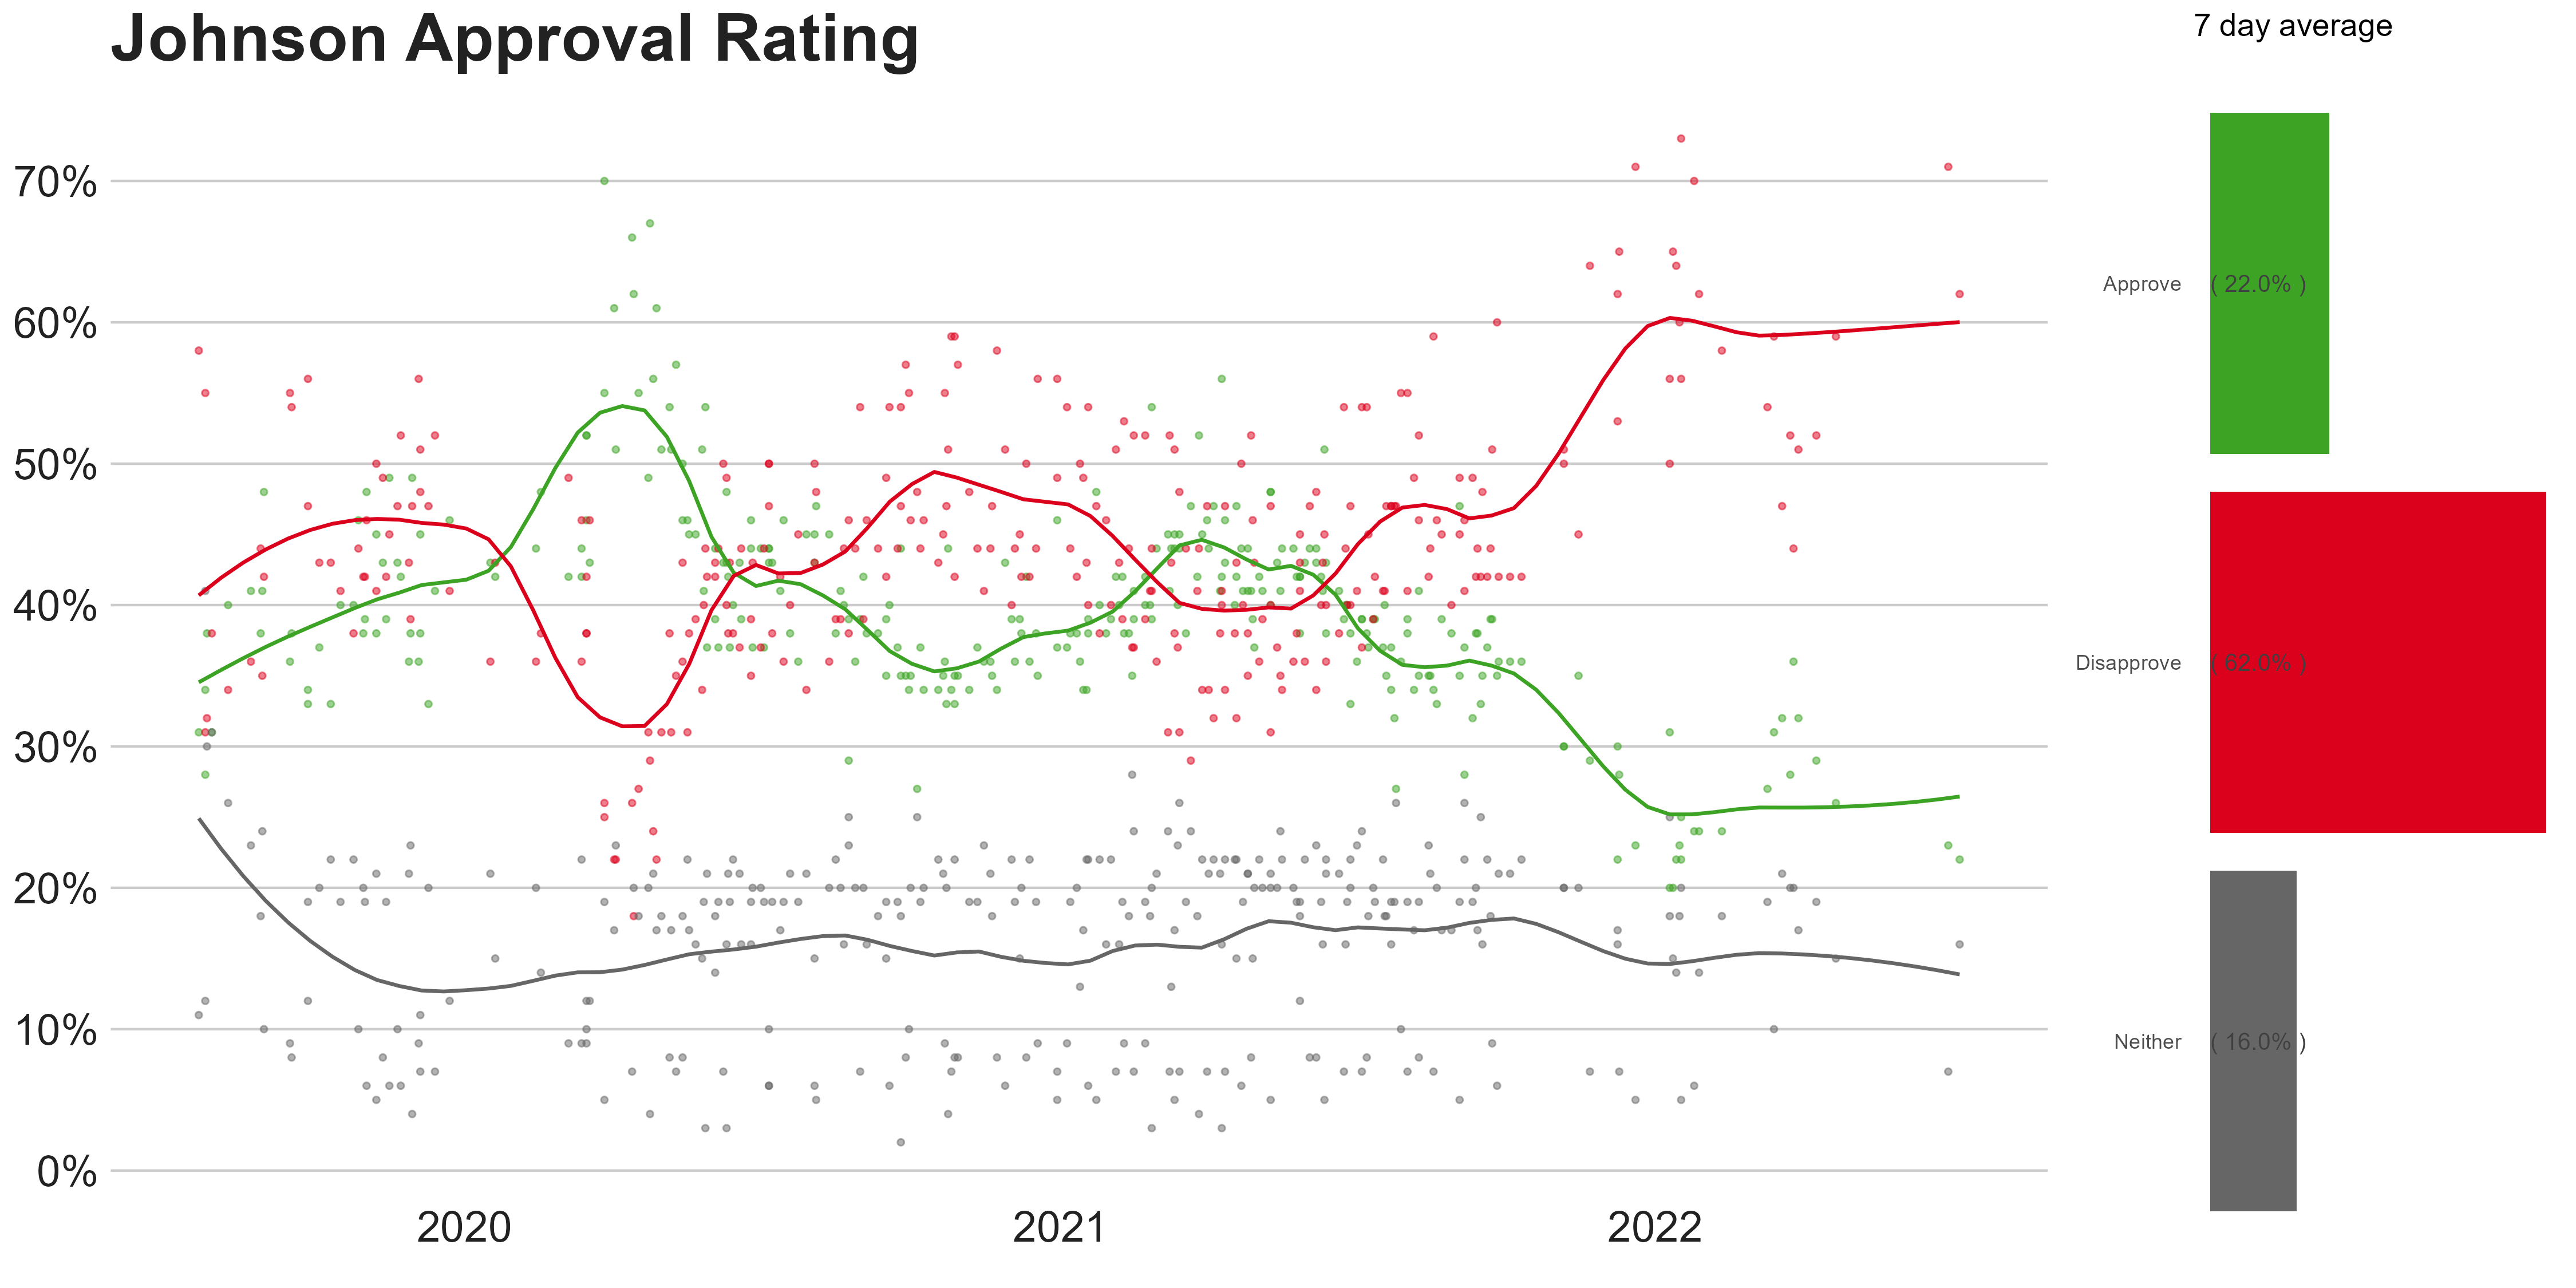 Johnson Approval Rating
7 day average
70%
60%
50%
40%
30%
20%
10%
0%
2020
2021
2022
Approve
( 22.0% )
Disapprove
( 62.0% )
Neither
( 16.0% )